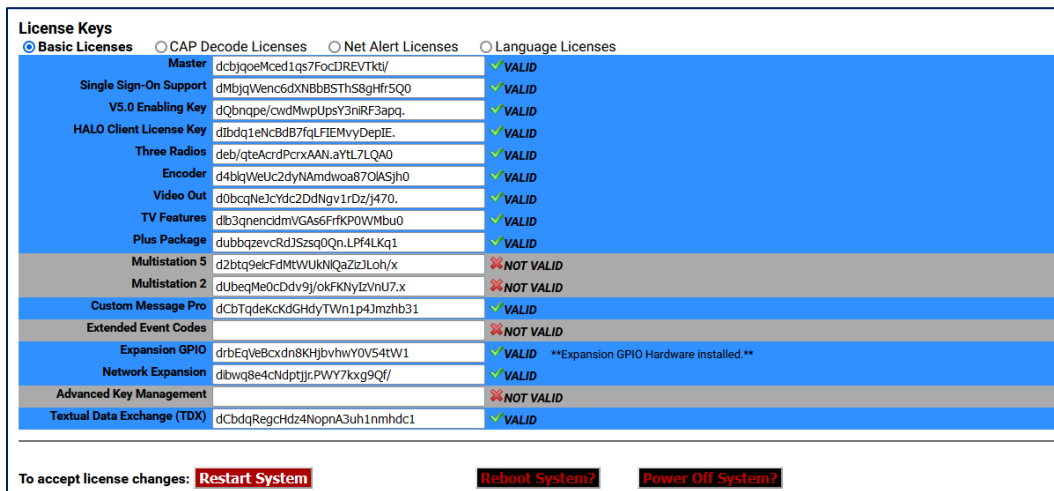 License Keys
Basic Licenses CAP Decode Licenses Net Alert Licenses Language Licenses
Master dcbjqoeMced1qs7FocIJREVTkti/ VALID
Single Sign-On Support dMbjqWenc6dXNBbBSThS8gHfr5Q0 VALID
V5.0 Enabling Key dQbnqpe/cwdMwpUpsY3niRF3apq. VALID
HALO Client License Key dIbdq1eNcBdB7fqLFIEMvyDepIE. VALID
Three Radios deb/qteAcrdPcrxAAN.aYtL7LQA0 VALID
Encoder d4blqWeUc2dyNAmdwoa87OlASjh0 VALID
Video Out d0bcqNeJcYdc2DdNgv1rDz/j470. VALID
TV Features dlb3qnencidmVGAs6FrfKP0WMbu0 VALID
Plus Package dubbqzevcRdJSzsq0Qn.LPf4LKq1 VALID
Multistation 5 d2btq9elcFdMtWUkNlQaZizJLoh/x NOT VALID
Multistation 2 dUbeqMe0cDdv9j/okFKNyIzVnU7.x NOT VALID
Custom Message Pro dCbTqdeKcKdGHdyTWn1p4Jmzhb31 VALID
Extended Event Codes NOT VALID
Expansion GPIO drbEqVeBcxdn8KHjbvhwY0V54tW1 VALID **Expansion GPIO Hardware installed.**
Network Expansion dibwq8e4cNdptjjr.PWY7kxg9Qf/ VALID
Advanced Key Management NOT VALID
Textual Data Exchange (TDX) dCbdqRegcHdz4NopnA3uh1nmhdc1 VALID
To accept license changes: Restart System Reboot System? Power Off System?